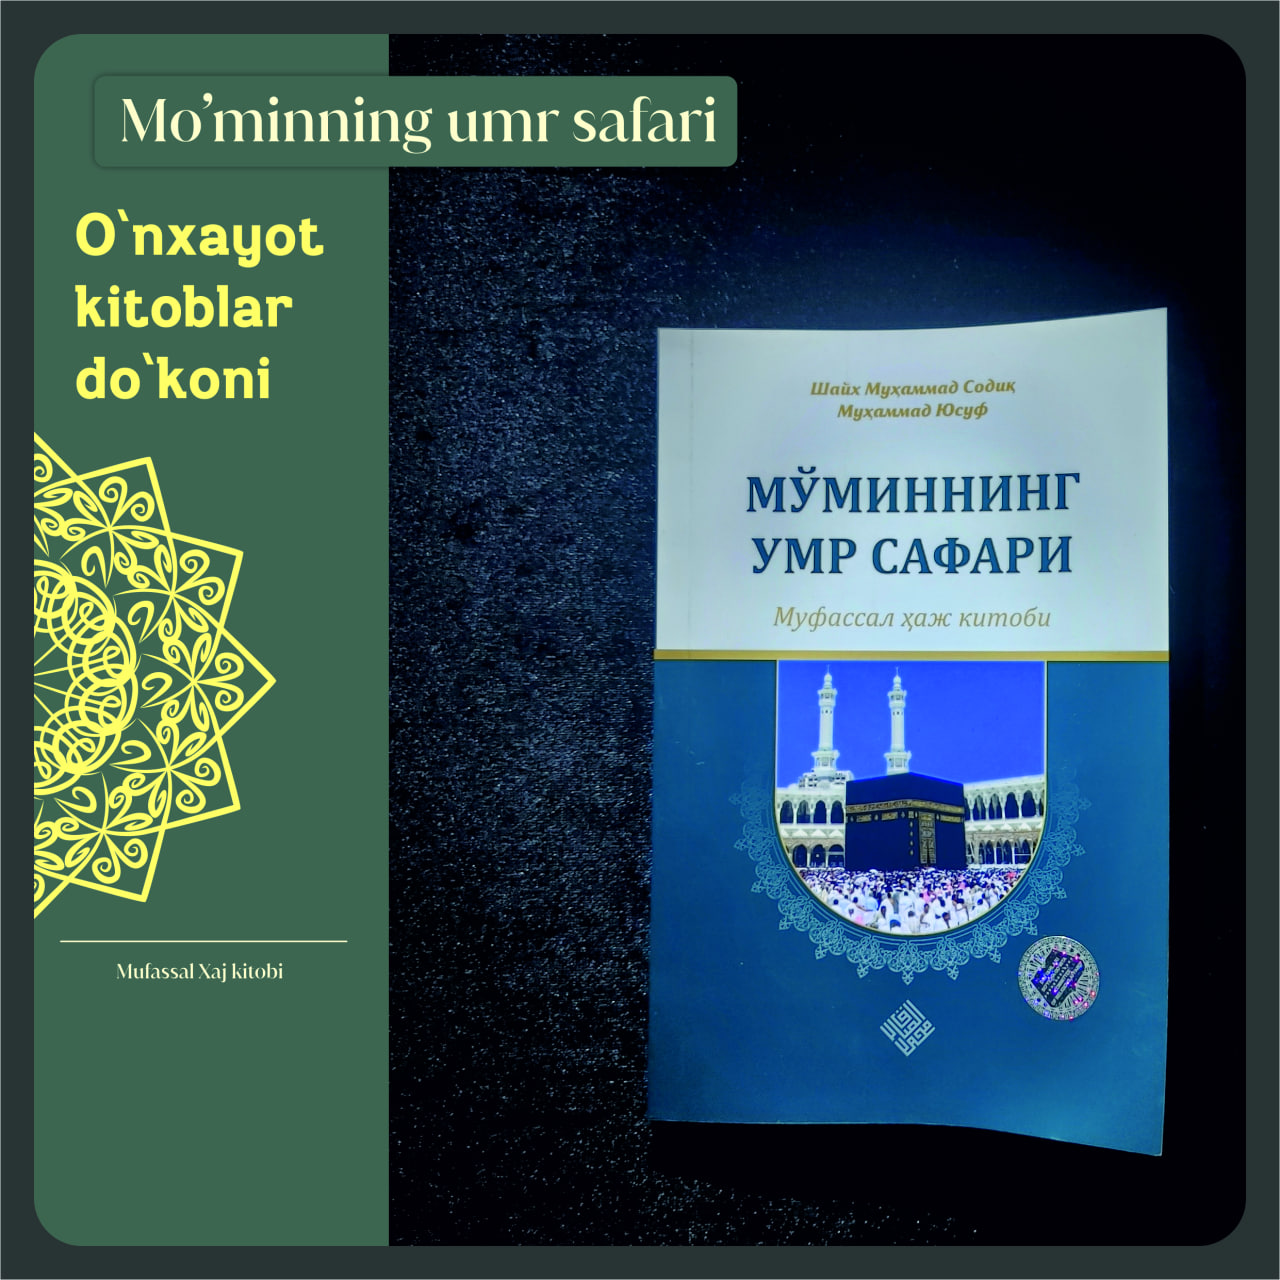 Mo’minning umr safari
O`nxayot
kitoblar
do`koni
Mufassal Xaj kitobi
Шайх Муҳаммад Содиқ
Муҳаммад Юсуф
МЎМИННИНГ
УМР САФАРИ
Муфассал ҳаж китоби